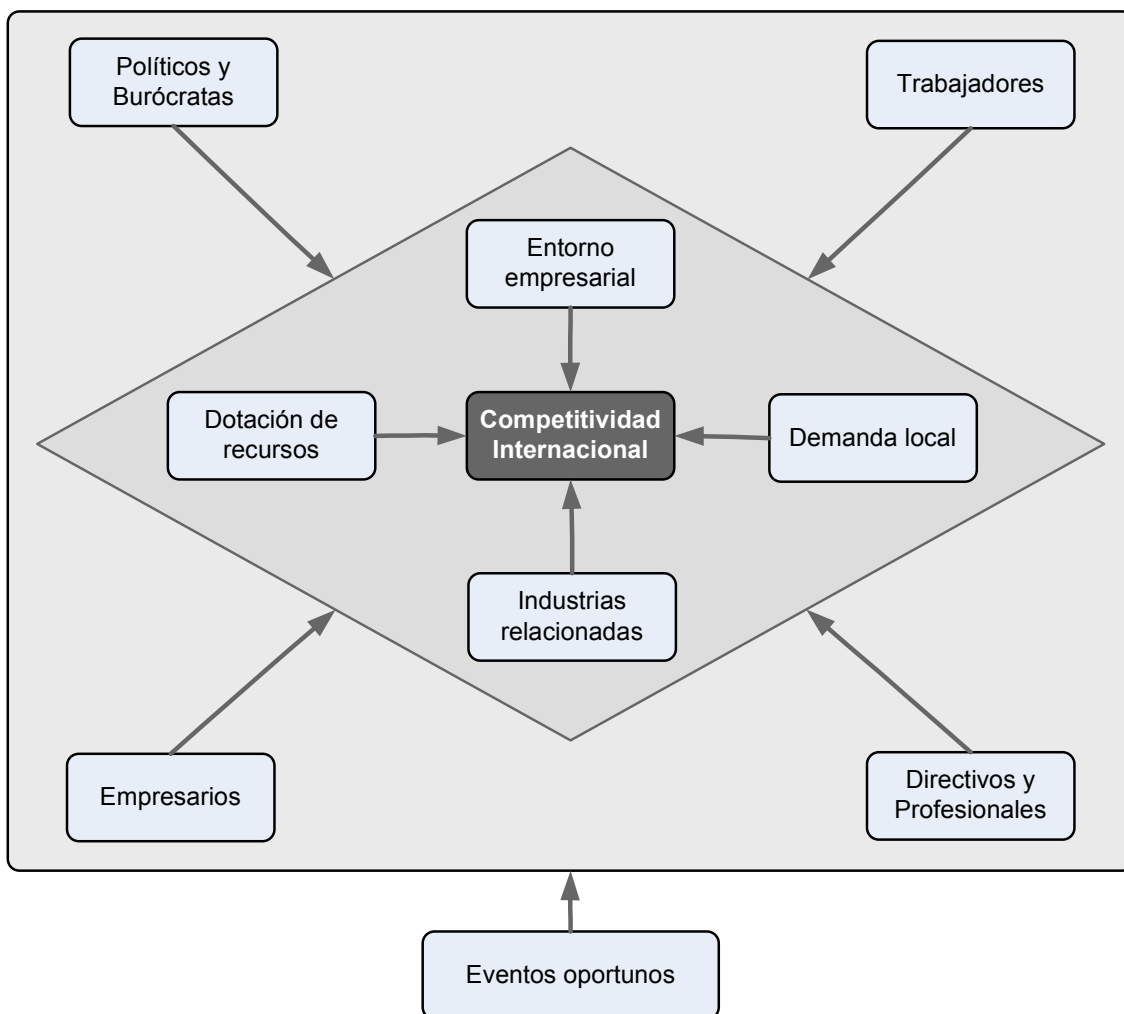 Políticos y
Burócratas
Trabajadores
Entorno
empresarial
Dotación de
recursos
Competitividad
Internacional
Demanda local
Industrias
relacionadas
Empresarios
Directivos y
Profesionales
Eventos oportunos